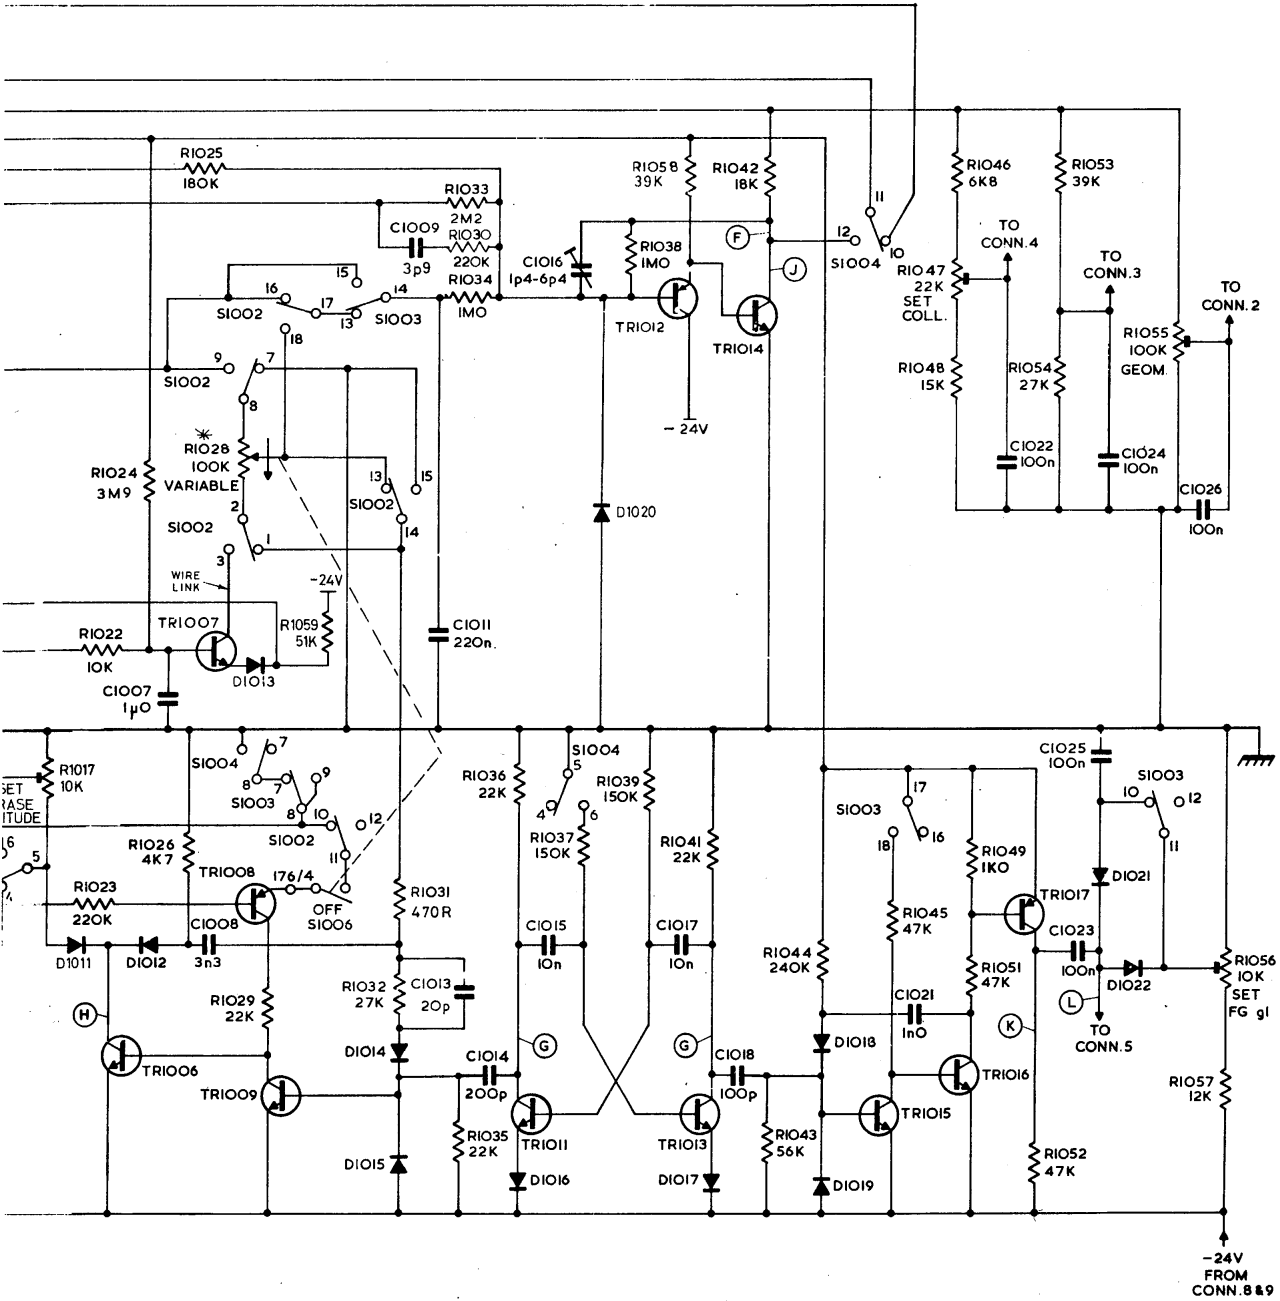 R1025
180K
R1033
2M2
C1009
3p9
R1030
220K
R1034
1M0
15
16
17
13
14
S1002
S1003
18
9
7
S1002
8
R1028
100K
VARIABLE
R1024
3M9
13
15
S1002
14
2
S1002
1
3
WIRE
LINK
-24V
R1059
51K
TR1007
R1022
10K
D1013
C1007
1µ0
C1011
220n.
C1016
1p4-6p4
R1038
1M0
R1058
39K
R1042
18K
F
J
TR1012
TR1014
-24V
D1020
11
12
10
S1004
R1046
6K8
R1047
22K
SET
COLL.
TO
CONN.4
R1053
39K
TO
CONN.3
TO
CONN.2
R1055
100K
GEOM.
R1048
15K
R1054
27K
C1022
100n
C1024
100n
C1026
100n
R1017
10K
SET
RASE
ITUDE
6
5
4
S1004
7
8
7
9
S1003
8
10
12
S1002
11
R1026
4K7
TR1008
176/4
OFF
S1006
R1023
220K
D1011
D1012
C1008
3n3
R1031
470R
R1029
22K
R1032
27K
C1013
20p
H
TR1006
TR1009
D1014
D1015
C1014
200p
R1035
22K
R1036
22K
S1004
5
4
6
R1037
150K
R1039
150K
R1041
22K
C1015
10n
C1017
10n
G
G
TR1011
TR1013
D1016
D1017
C1018
100p
R1043
56K
R1044
240K
D1018
D1019
S1003
17
18
16
R1045
47K
C1021
1n0
TR1015
TR1016
R1049
1K0
R1051
47K
TR1017
K
R1052
47K
C1025
100n
S1003
10
12
11
D1021
C1023
100n
D1022
L
TO
CONN.5
R1056
10K
SET
FG g1
R1057
12K
-24V
FROM
CONN.8&9